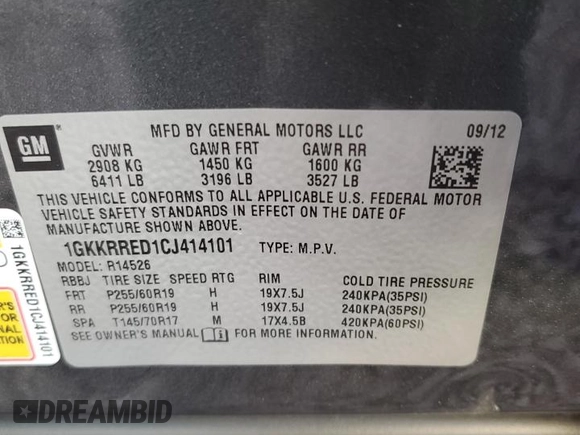 GM
MFD BY GENERAL MOTORS LLC 09/12
GVWR GAWR FRT GAWR RR
2908 KG 1450 KG 1600 KG
6411 LB 3196 LB 3527 LB
THIS VEHICLE CONFORMS TO ALL APPLICABLE U.S. FEDERAL MOTOR
VEHICLE SAFETY STANDARDS IN EFFECT ON THE DATE OF
MANUFACTURE SHOWN ABOVE.
1GKKRRED1CJ414101 TYPE: M.P.V.
MODEL: R14526
RBBJ TIRE SIZE SPEED RTG RIM COLD TIRE PRESSURE
FRT P255/60R19 H 19X7.5J 240KPA(35PSI)
RR P255/60R19 H 19X7.5J 240KPA(35PSI)
SPA T145/70R17 M 17X4.5B 420KPA(60PSI)
SEE OWNER'S MANUAL FOR MORE INFORMATION.
1GKKRRED1CJ414101
DREAMBID